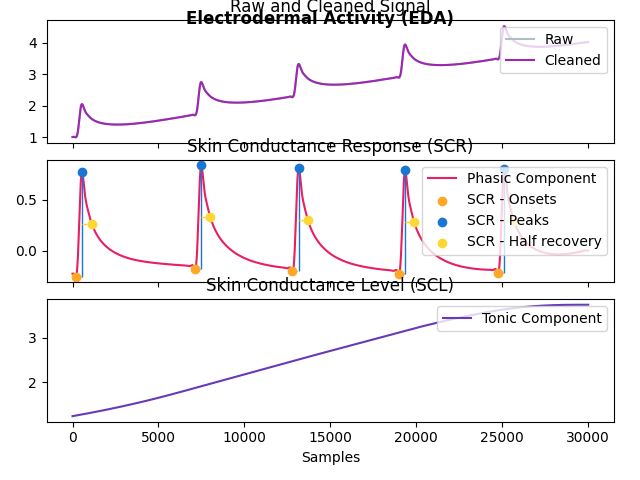 Raw and Cleaned Signal
Electrodermal Activity (EDA)
4
3
2
1
Raw
Cleaned
Skin Conductance Response (SCR)
0.5
0.0
Phasic Component
SCR - Onsets
SCR - Peaks
SCR - Half recovery
Skin Conductance Level (SCL)
3
2
Tonic Component
0 5000 10000 15000 20000 25000 30000
Samples